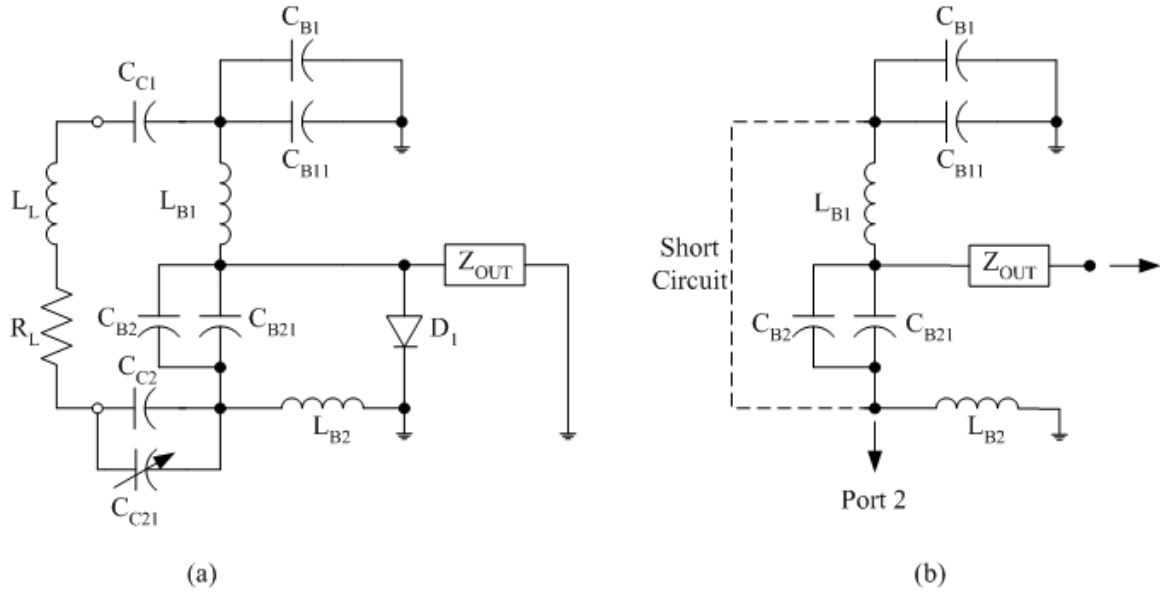 C_B1
C_C1
C_B11
L_L
L_B1
Z_OUT
R_L
C_B2
C_B21
D_1
C_C2
L_B2
C_C21
(a)
C_B1
C_B11
L_B1
Short
Circuit
Z_OUT
C_B2
C_B21
L_B2
Port 2
(b)